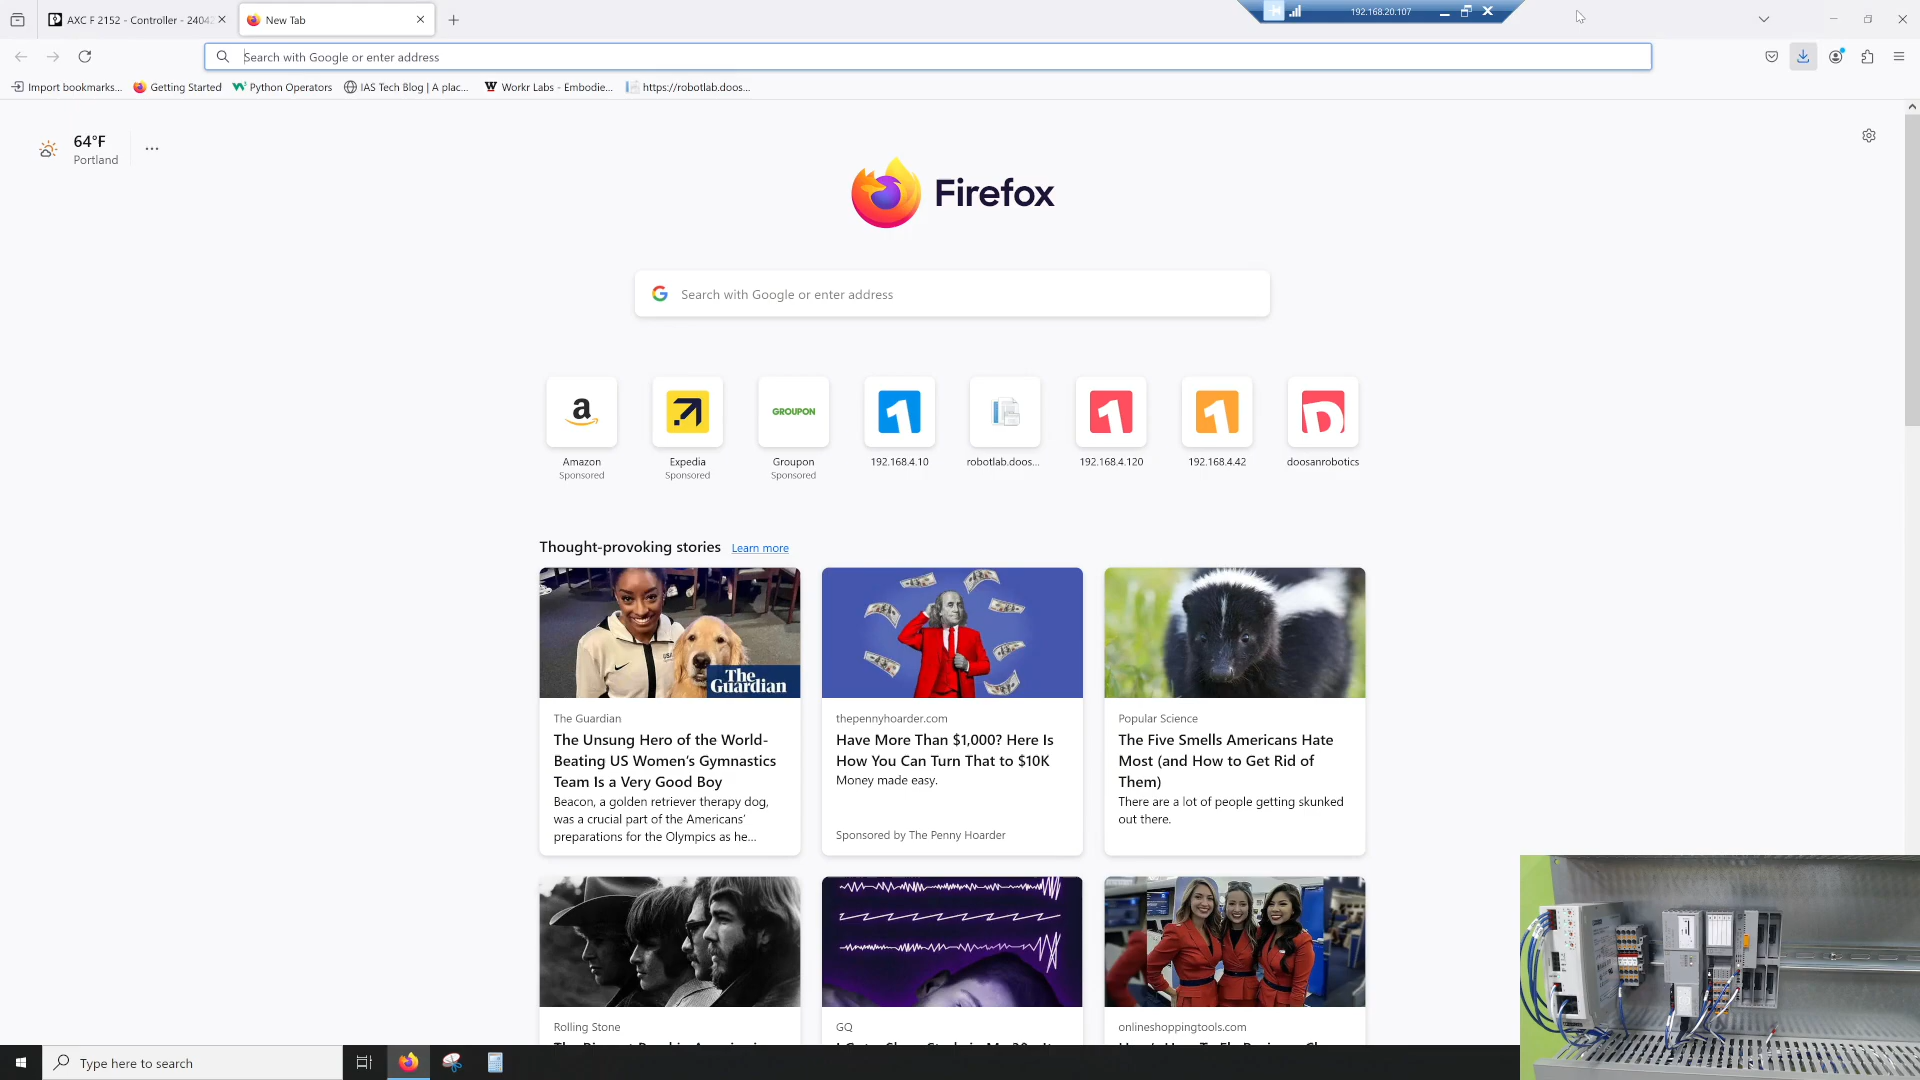 AXC F 2152 - Controller - 2404
New Tab
192.168.20.107
Search with Google or enter address
Import bookmarks...
Getting Started
Python Operators
IAS Tech Blog | A plac...
Workr Labs - Embodie...
https://robotlab.doos...
64°F
Portland
Firefox
Search with Google or enter address
GROUPON
Amazon
Sponsored
Expedia
Sponsored
Groupon
Sponsored
192.168.4.10
robotlab.doos...
192.168.4.120
192.168.4.42
doosanrobotics
Thought-provoking stories
Learn more
The
Guardian
The Guardian
The Unsung Hero of the World-
Beating US Women's Gymnastics
Team Is a Very Good Boy
Beacon, a golden retriever therapy dog,
was a crucial part of the Americans'
preparations for the Olympics as he...
thepennyhoarder.com
Have More Than $1,000? Here Is
How You Can Turn That to $10K
Money made easy.
Sponsored by The Penny Hoarder
Popular Science
The Five Smells Americans Hate
Most (and How to Get Rid of
Them)
There are a lot of people getting skunked
out there.
Rolling Stone
GQ
onlineshoppingtools.com
Type here to search